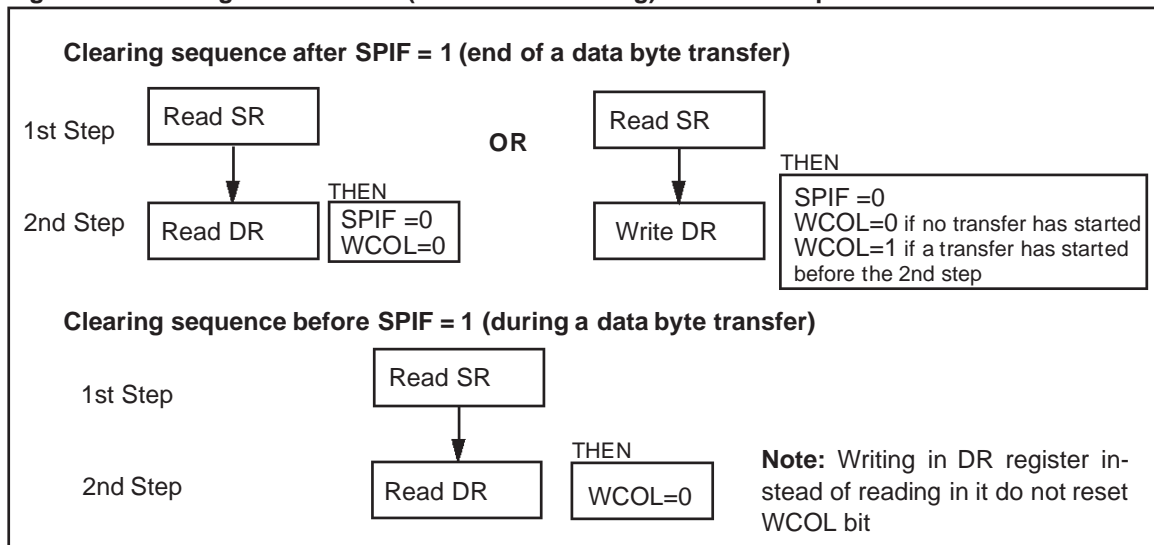 Clearing sequence after SPIF = 1 (end of a data byte transfer)
1st Step
Read SR
OR
Read SR
THEN
THEN
2nd Step
Read DR
SPIF =0
WCOL=0
Write DR
SPIF =0
WCOL=0 if no transfer has started
WCOL=1 if a transfer has started
before the 2nd step
Clearing sequence before SPIF = 1 (during a data byte transfer)
1st Step
Read SR
2nd Step
Read DR
THEN
WCOL=0
Note: Writing in DR register in-
stead of reading in it do not reset
WCOL bit